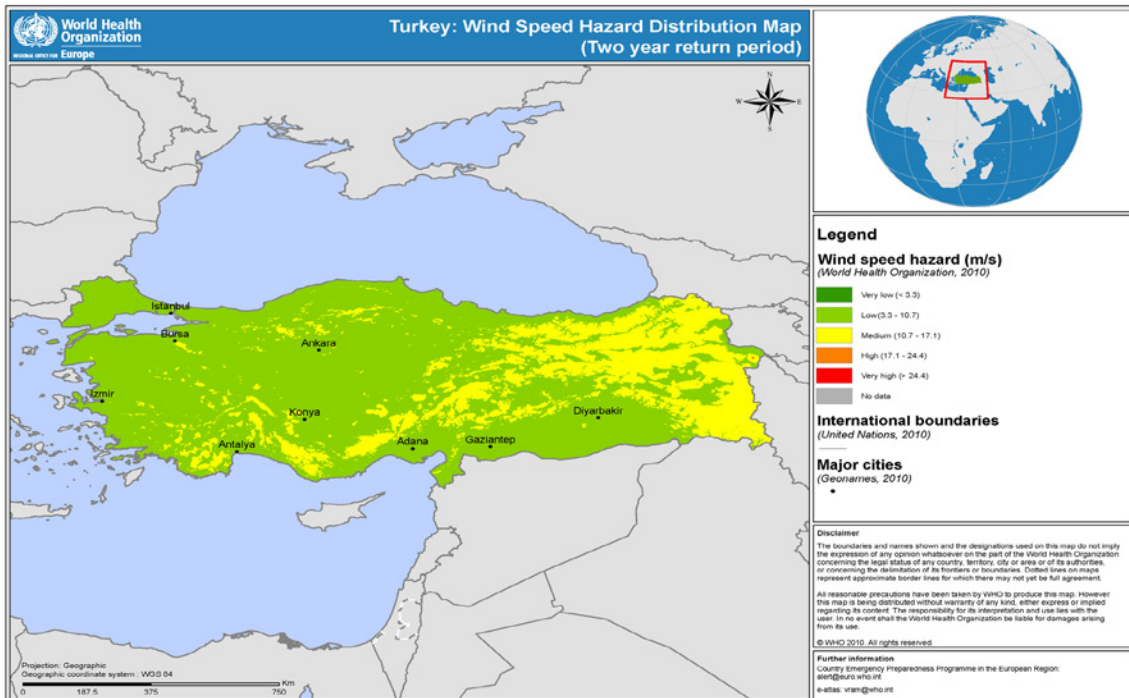 World Health
Organization
REGIONAL OFFICE FOR Europe
Turkey: Wind Speed Hazard Distribution Map
(Two year return period)
N
W
E
S
Istanbul
Bursa
Ankara
Izmir
Konya
Diyarbakir
Antalya
Adana
Gaziantep
Projection: Geographic
Geographic coordinate system : WGS 84
0 187.5 375 750 Km
Legend
Wind speed hazard (m/s)
(World Health Organization, 2010)
Very low (< 3.3)
Low (3.3 - 10.7)
Medium (10.7 - 17.1)
High (17.1 - 24.4)
Very high (> 24.4)
No data
International boundaries
(United Nations, 2010)
Major cities
(Geonames, 2010)
Disclaimer
The boundaries and names shown and the designations used on this map do not imply
the expression of any opinion whatsoever on the part of the World Health Organization
concerning the legal status of any country, territory, city or area or of its authorities,
or concerning the delimitation of its frontiers or boundaries. Dotted lines on maps
represent approximate border lines for which there may not yet be full agreement.
All reasonable precautions have been taken by WHO to produce this map. However
this map is being distributed without warranty of any kind, either express or implied
regarding its content. The responsibility for its interpretation and use lies with the
user. In no event shall the World Health Organization be liable for damages arising
from its use.
© WHO 2010. All rights reserved.
Further information
Country Emergency Preparedness Programme in the European Region:
alert@euro.who.int
e-atlas: vram@who.int